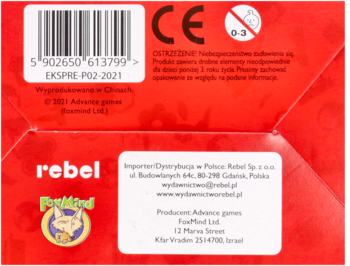 5 902650 613799 >
EKSPRE-P02-2021
Wyprodukowano w Chinach.
© 2021 Advance games
(foxmind Ltd.)
CE
0-3
OSTRZEŻENIE! Niebezpieczeństwo zadławienia się.
Produkt zawiera drobne elementy nieodpowiednie
dla dzieci poniżej 3. roku życia. Prosimy zachować
opakowanie ze względu na podane informacje.
rebel
FoxMind
Importer/Dystrybucja w Polsce: Rebel Sp. z o.o.
ul. Budowlanych 64c, 80-298 Gdańsk, Polska
wydawnictwo@rebel.pl
www.wydawnictworebel.pl
Producent: Advance games
FoxMind Ltd.
12 Marva Street
Kfar Vradim 2514700, Izrael